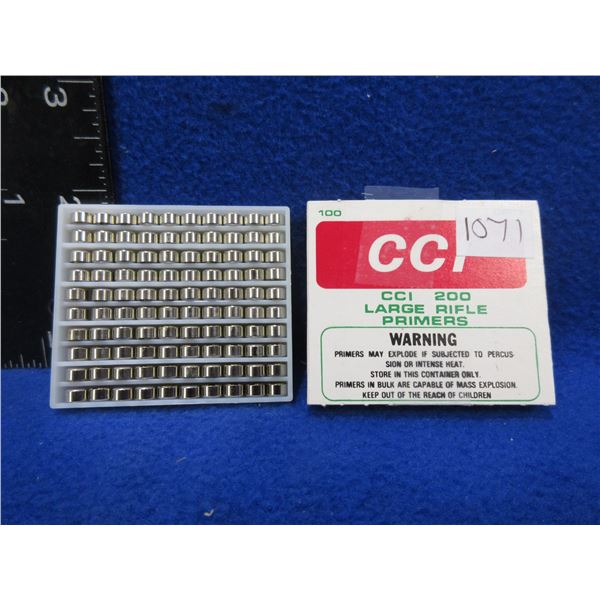 3
2
1
0
100
CCI
1071
CCI 200
LARGE RIFLE
PRIMERS
WARNING
PRIMERS MAY EXPLODE IF SUBJECTED TO PERCUS-
SION OR INTENSE HEAT.
STORE IN THIS CONTAINER ONLY.
PRIMERS IN BULK ARE CAPABLE OF MASS EXPLOSION.
KEEP OUT OF THE REACH OF CHILDREN